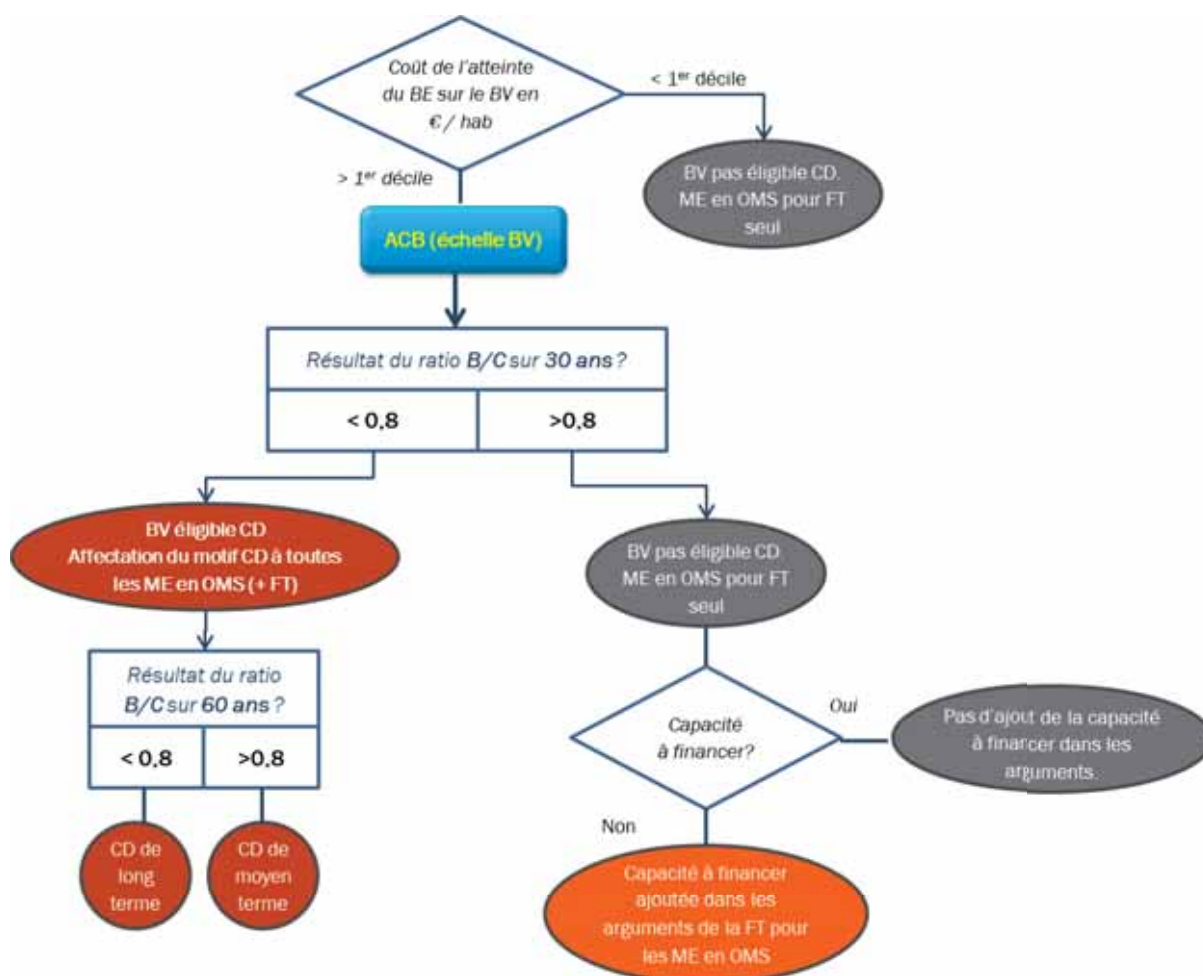 Coût de l'atteinte
du BE sur le BV en
€ / hab
< 1er décile
BV pas éligible CD.
ME en OMS pour FT
seul
> 1er décile
ACB (échelle BV)
Résultat du ratio B/C sur 30 ans ?
< 0,8
>0,8
BV éligible CD
Affectation du motif CD à toutes
les ME en OMS (+ FT)
BV pas éligible CD
ME en OMS pour FT
seul
Résultat du ratio
B/C sur 60 ans ?
< 0,8
>0,8
CD de
long
terme
CD de
moyen
terme
Capacité
à financer?
Oui
Pas d'ajout de la capacité
à financer dans les
arguments.
Non
Capacité à financer
ajoutée dans les
arguments de la FT pour
les ME en OMS